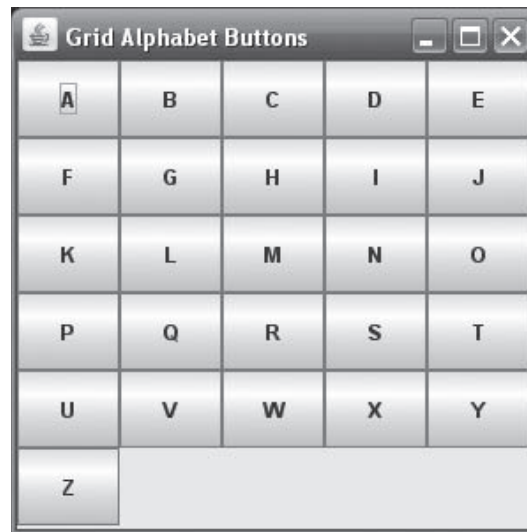 Grid Alphabet Buttons
A B C D E
F G H I J
K L M N O
P Q R S T
U V W X Y
Z